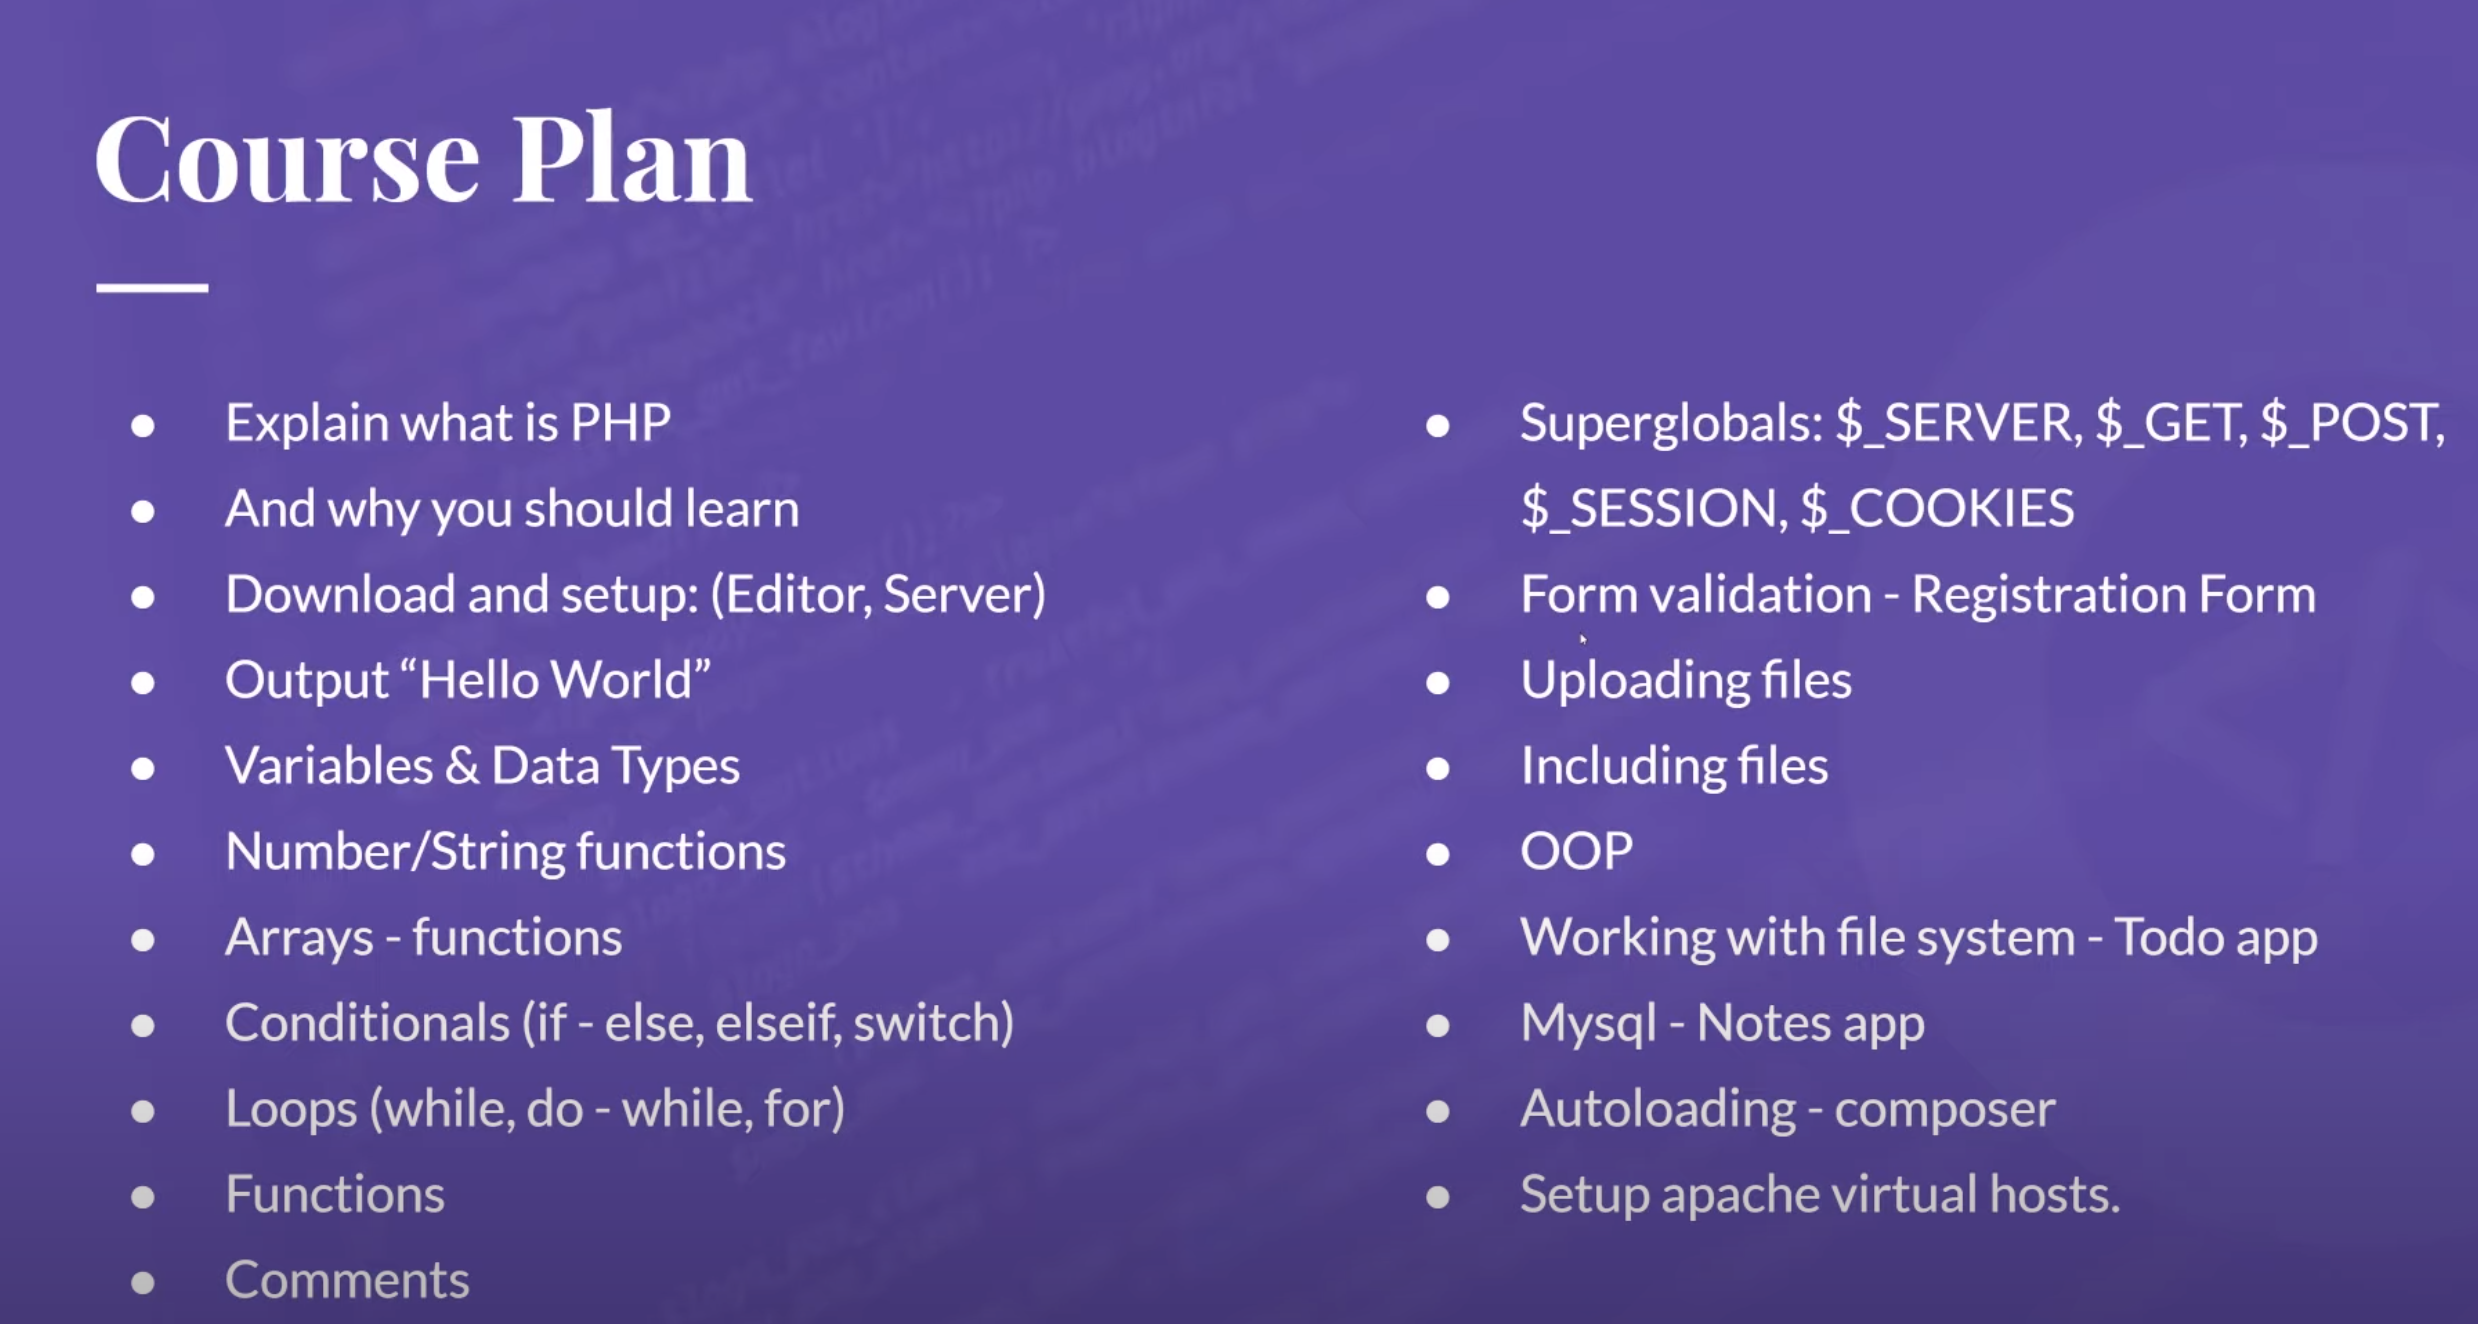 Course Plan
● Explain what is PHP
● And why you should learn
● Download and setup: (Editor, Server)
● Output “Hello World”
● Variables & Data Types
● Number/String functions
● Arrays - functions
● Conditionals (if - else, elseif, switch)
● Loops (while, do - while, for)
● Functions
● Comments
● Superglobals: $_SERVER, $_GET, $_POST,
$_SESSION, $_COOKIES
● Form validation - Registration Form
● Uploading files
● Including files
● OOP
● Working with file system - Todo app
● Mysql - Notes app
● Autoloading - composer
● Setup apache virtual hosts.